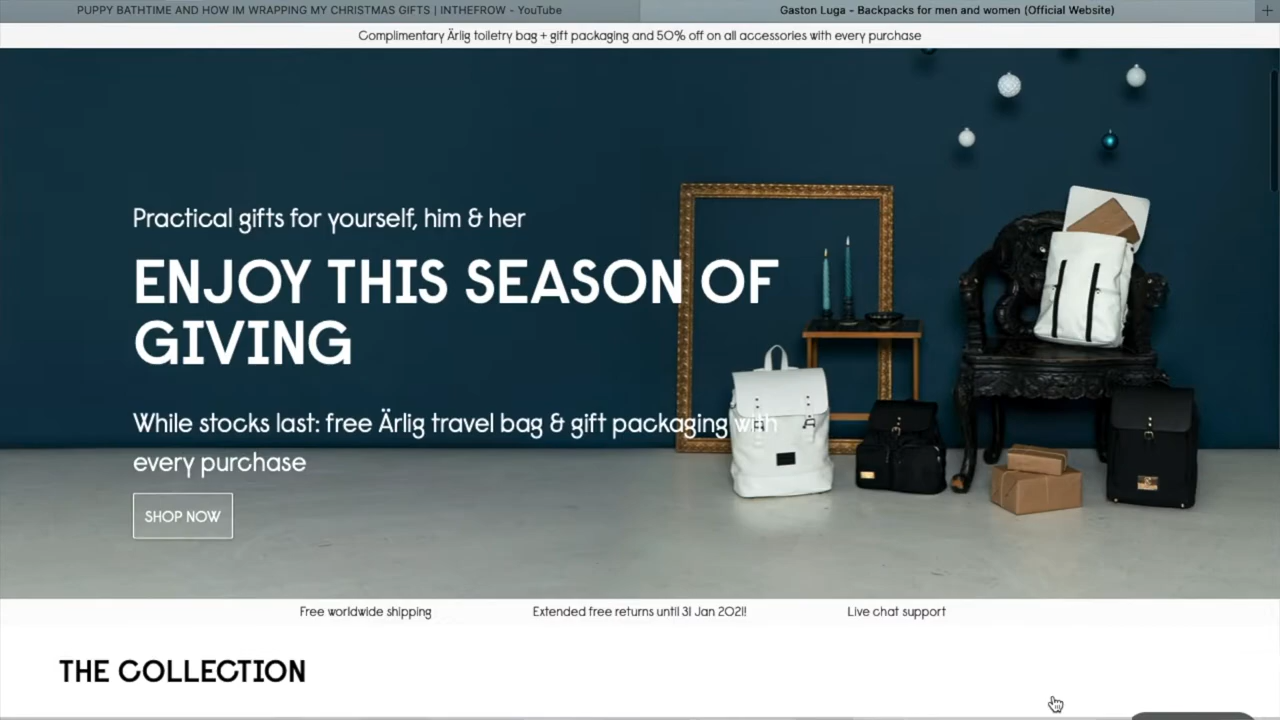 PUPPY BATHTIME AND HOW IM WRAPPING MY CHRISTMAS GIFTS | INTHEFROW - YouTube
Gaston Luga - Backpacks for men and women (Official Website)
Complimentary Ärlig toiletry bag + gift packaging and 50% off on all accessories with every purchase
Practical gifts for yourself, him & her
ENJOY THIS SEASON OF
GIVING
While stocks last: free Ärlig travel bag & gift packaging with
every purchase
SHOP NOW
Free worldwide shipping
Extended free returns until 31 Jan 2021!
Live chat support
THE COLLECTION